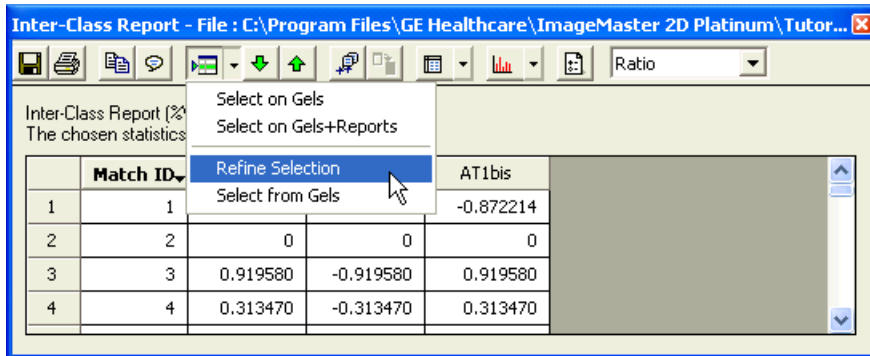 Inter-Class Report - File : C:\Program Files\GE Healthcare\ImageMaster 2D Platinum\Tutor...
Ratio
Select on Gels
Inter-Class Report (%
Select on Gels+Reports
The chosen statistics
Refine Selection
Match ID
AT1bis
Select from Gels
1 1 -0.872214
2 2 0 0 0
3 3 0.919580 -0.919580 0.919580
4 4 0.313470 -0.313470 0.313470